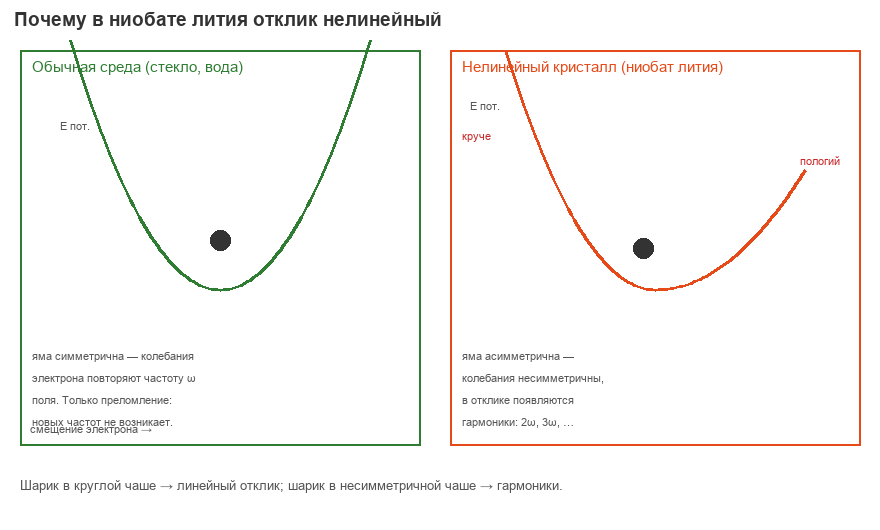 Почему в ниобате лития отклик нелинейный
Обычная среда (стекло, вода)
E пот.
яма симметрична — колебания
электрона повторяют частоту ω
поля. Только преломление:
новых частот не возникает.
смещение электрона →
Нелинейный кристалл (ниобат лития)
E пот.
круче
пологий
яма асимметрична —
колебания несимметричны,
в отклике появляются
гармоники: 2ω, 3ω, …
Шарик в круглой чаше → линейный отклик; шарик в несимметричной чаше → гармоники.